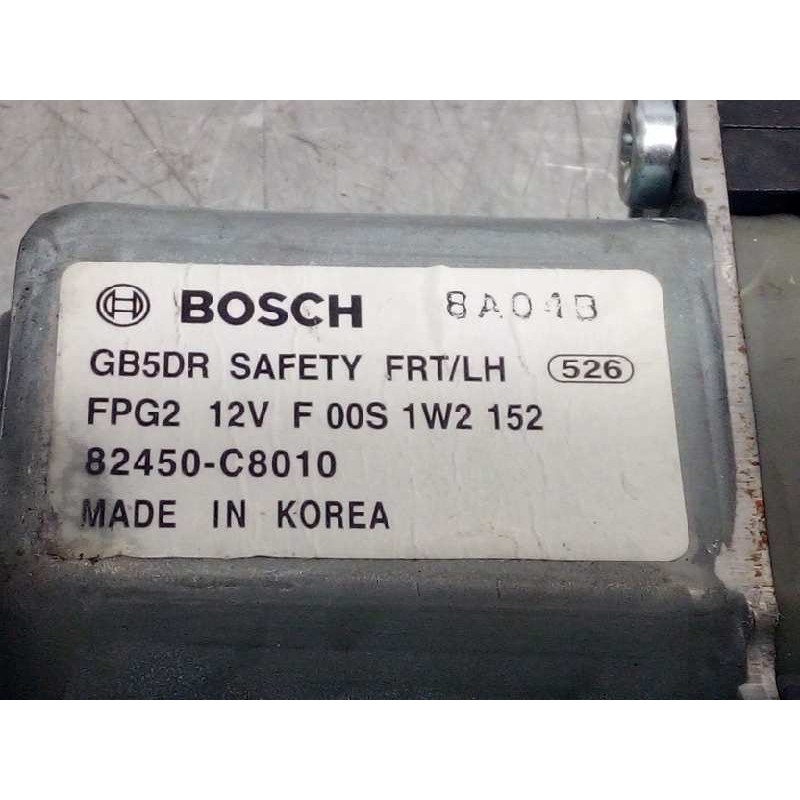 BOSCH 8A04B
GB5DR SAFETY FRT/LH 526
FPG2 12V F 00S 1W2 152
82450-C8010
MADE IN KOREA